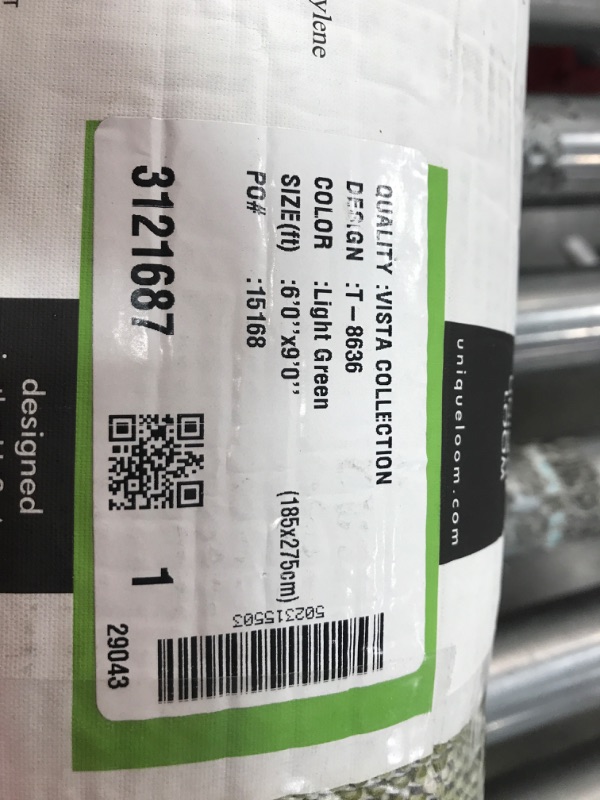 ylene
QUALITY :VISTA COLLECTION
DESIGN :T-8636
COLOR :Light Green
SIZE(ft) :6'0''x9'0'' (185x275cm)
PO# :15168
3121687
1
29043
502315503
uniqueloom.com
designed